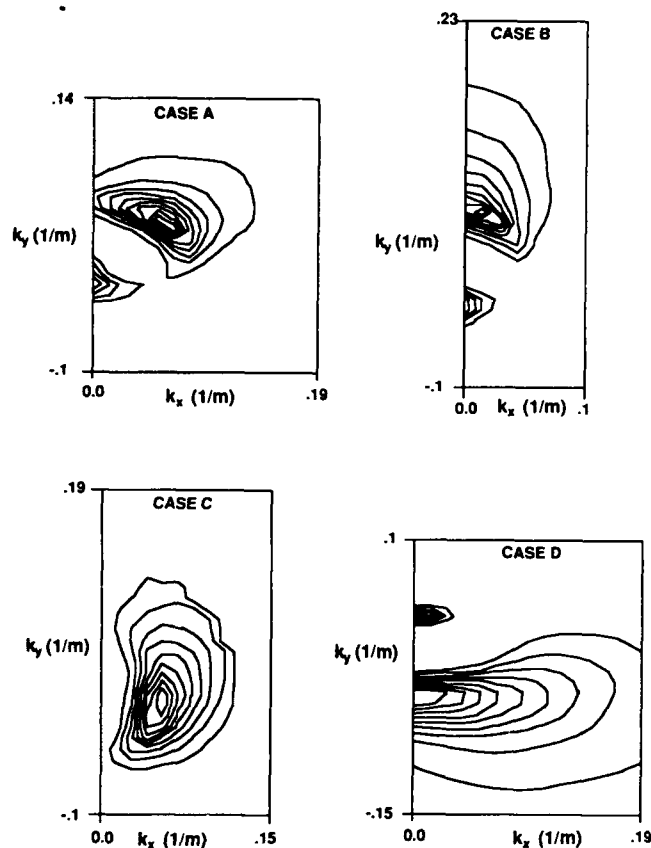 .23
CASE B
.14
CASE A
k_y (1/m)
k_y (1/m)
-.1
0.0
.19
k_x (1/m)
-.1
0.0
.1
k_x (1/m)
.19
CASE C
.1
CASE D
k_y (1/m)
k_y (1/m)
-.1
0.0
.15
k_x (1/m)
-.15
0.0
.19
k_x (1/m)